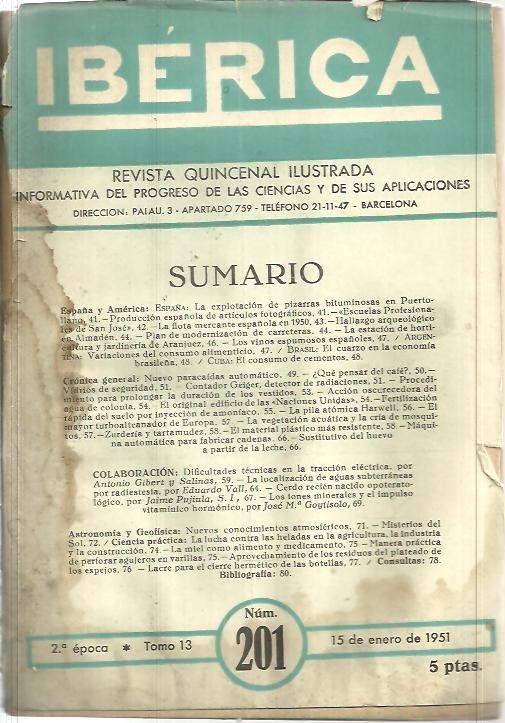 IBÉRICA
REVISTA QUINCENAL ILUSTRADA
INFORMATIVA DEL PROGRESO DE LAS CIENCIAS Y DE SUS APLICACIONES
DIRECCION: PALAU. 3 - APARTADO 759 - TELÉFONO 21-11-47 - BARCELONA
SUMARIO
España y América: ESPAÑA: La explotación de pizarras bituminosas en Puerto-
llano, 41. — Producción española de artículos fotográficos, 41. — «Escuelas Profesiona-
les de San José», 42. — La flota mercante española en 1950, 43. — Hallazgo arqueológico
en Almadén, 44. — Plan de modernización de carreteras, 44. — La estación de horti-
cultura y jardinería de Aranjuez, 46. — Los vinos espumosos españoles, 47. / ARGEN-
TINA: Variaciones del consumo alimenticio, 47. / BRASIL: El cuarzo en la economía
brasileña, 48. / CUBA: El consumo de cementos, 48.
Crónica general: Nuevo paracaídas automático, 49. — ¿Qué pensar del café?, 50. —
Vidrios de seguridad, 51. — Contador Geiger, detector de radiaciones, 51. — Procedi-
miento para prolongar la duración de los vestidos, 53. — Acción oscurecedora del
agua de colonia, 54. El original edificio de las «Naciones Unidas», 54. — Fertilización
rápida del suelo por inyección de amoníaco, 55. — La pila atómica Harwell, 56. — El
mayor turboalternador de Europa, 57. — La vegetación acuática y la cría de mosqui-
tos, 57. — Zurdería y tartamudez, 58. — El material plástico más resistente, 58. — Máqui-
na automática para fabricar cadenas, 66. — Sustitutivo del huevo
a partir de la leche, 66.
COLABORACIÓN: Dificultades técnicas en la tracción eléctrica, por
Antonio Gibert y Salinas, 59. — La localización de aguas subterráneas
por radiestesia, por Eduardo Vall, 64. — Cerdo recién nacido opoterato-
lógico, por Jaime Pujiula, S. I., 67. — Los iones minerales y el impulso
vitamínico hormónico, por José M.ª Goytisolo, 69.
Astronomía y Geofísica: Nuevos conocimientos atmosféricos, 71. — Misterios del
Sol, 72. / Ciencia práctica: La lucha contra las heladas en la agricultura, la industria
y la construcción, 74. — La miel como alimento y medicamento, 75 — Manera práctica
de perforar agujeros en varillas, 75. — Aprovechamiento de los residuos del plateado de
los espejos, 76 — Lacre para el cierre hermético de las botellas, 77. / Consultas: 78.
Bibliografía: 80.
Núm.
201
2.ª época * Tomo 13
15 de enero de 1951
5 ptas.